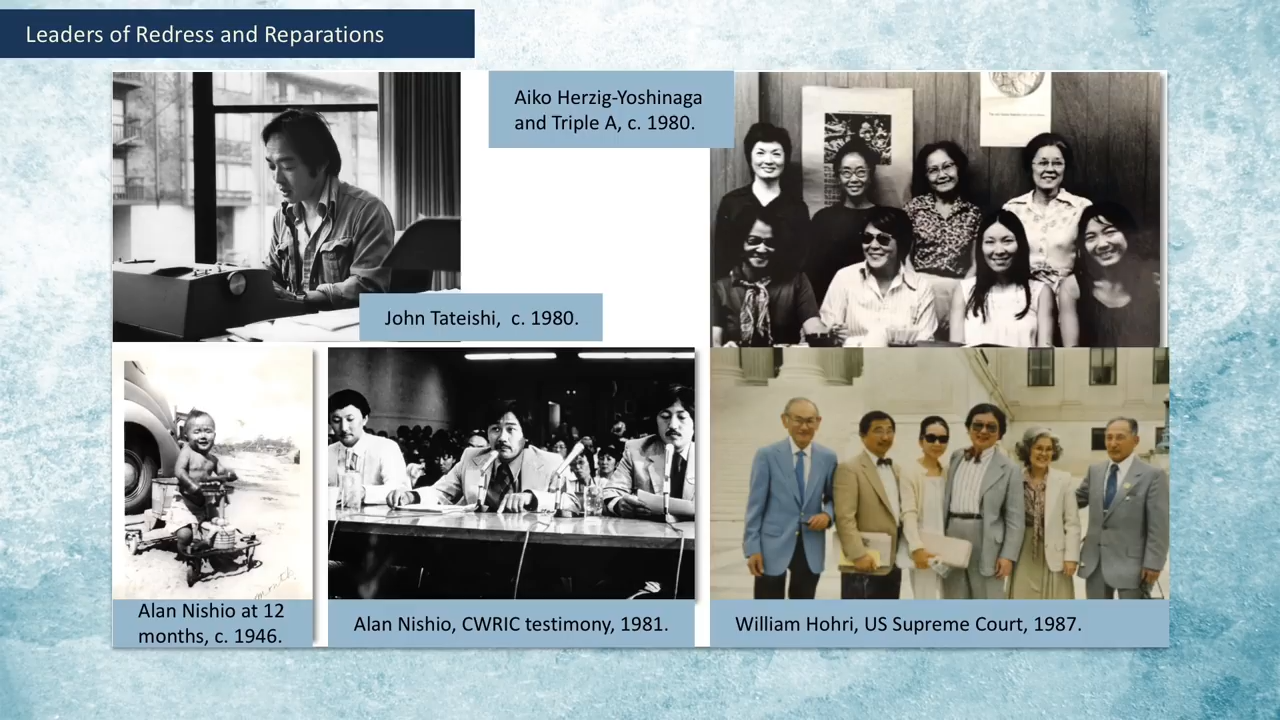 Leaders of Redress and Reparations
Aiko Herzig-Yoshinaga
and Triple A, c. 1980.
John Tateishi,  c. 1980.
Alan Nishio at 12
months, c. 1946.
Alan Nishio, CWRIC testimony, 1981.
William Hohri, US Supreme Court, 1987.